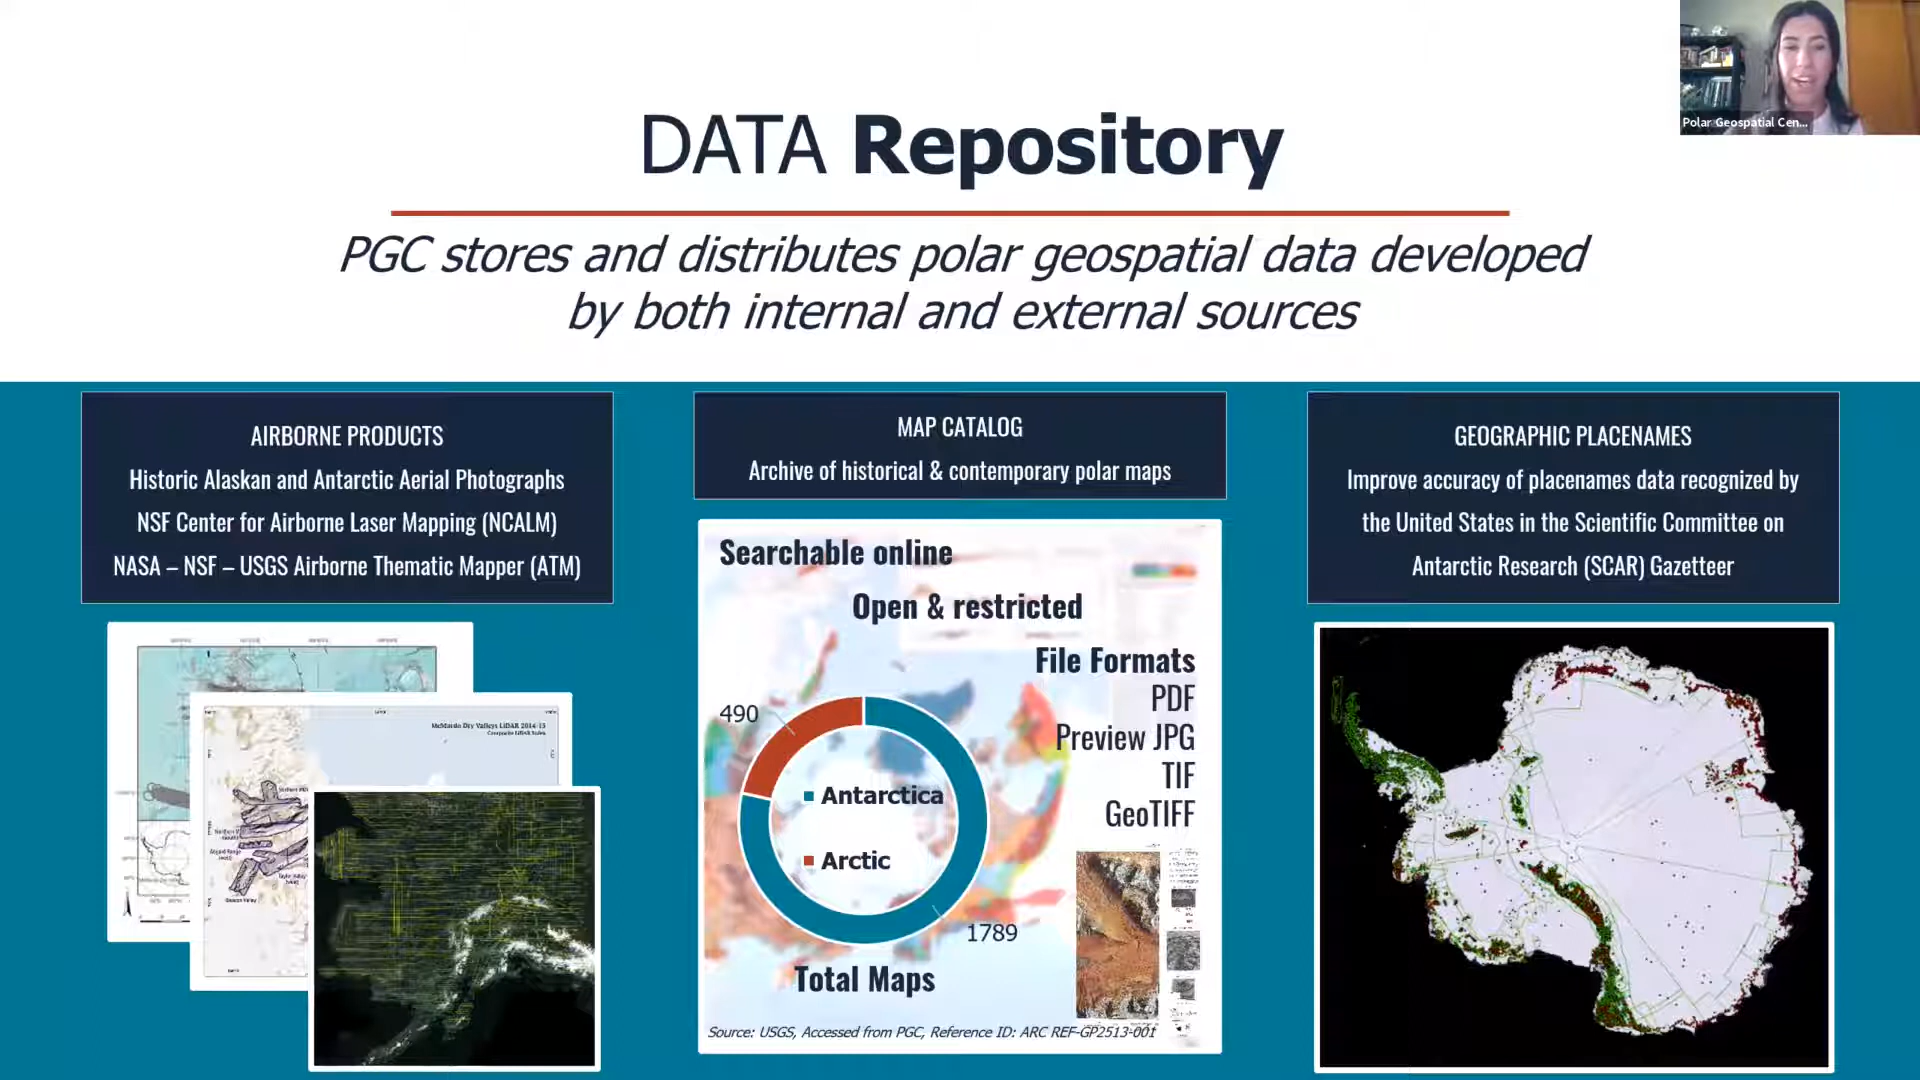 Polar Geospatial Cen...
DATA Repository
PGC stores and distributes polar geospatial data developed
by both internal and external sources
AIRBORNE PRODUCTS
Historic Alaskan and Antarctic Aerial Photographs
NSF Center for Airborne Laser Mapping (NCALM)
NASA – NSF – USGS Airborne Thematic Mapper (ATM)
McMurdo Dry Valleys LiDAR 2014-15
MAP CATALOG
Archive of historical & contemporary polar maps
Searchable online
Open & restricted
File Formats
PDF
Preview JPG
TIF
GeoTIFF
490
Antarctica
Arctic
1789
Total Maps
Source: USGS, Accessed from PGC, Reference ID: ARC REF-GP2513-001
GEOGRAPHIC PLACENAMES
Improve accuracy of placenames data recognized by
the United States in the Scientific Committee on
Antarctic Research (SCAR) Gazetteer